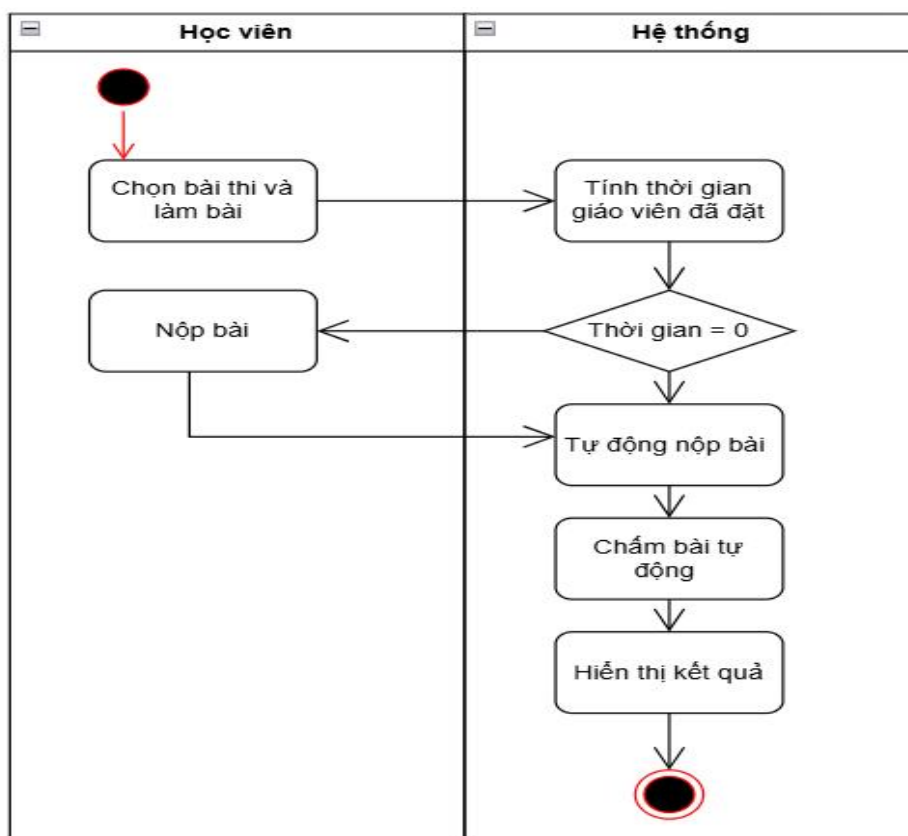 Học viên
Hệ thống
Chọn bài thi và
làm bài
Tính thời gian
giáo viên đã đặt
Nộp bài
Thời gian = 0
Tự động nộp bài
Chấm bài tự
động
Hiển thị kết quả